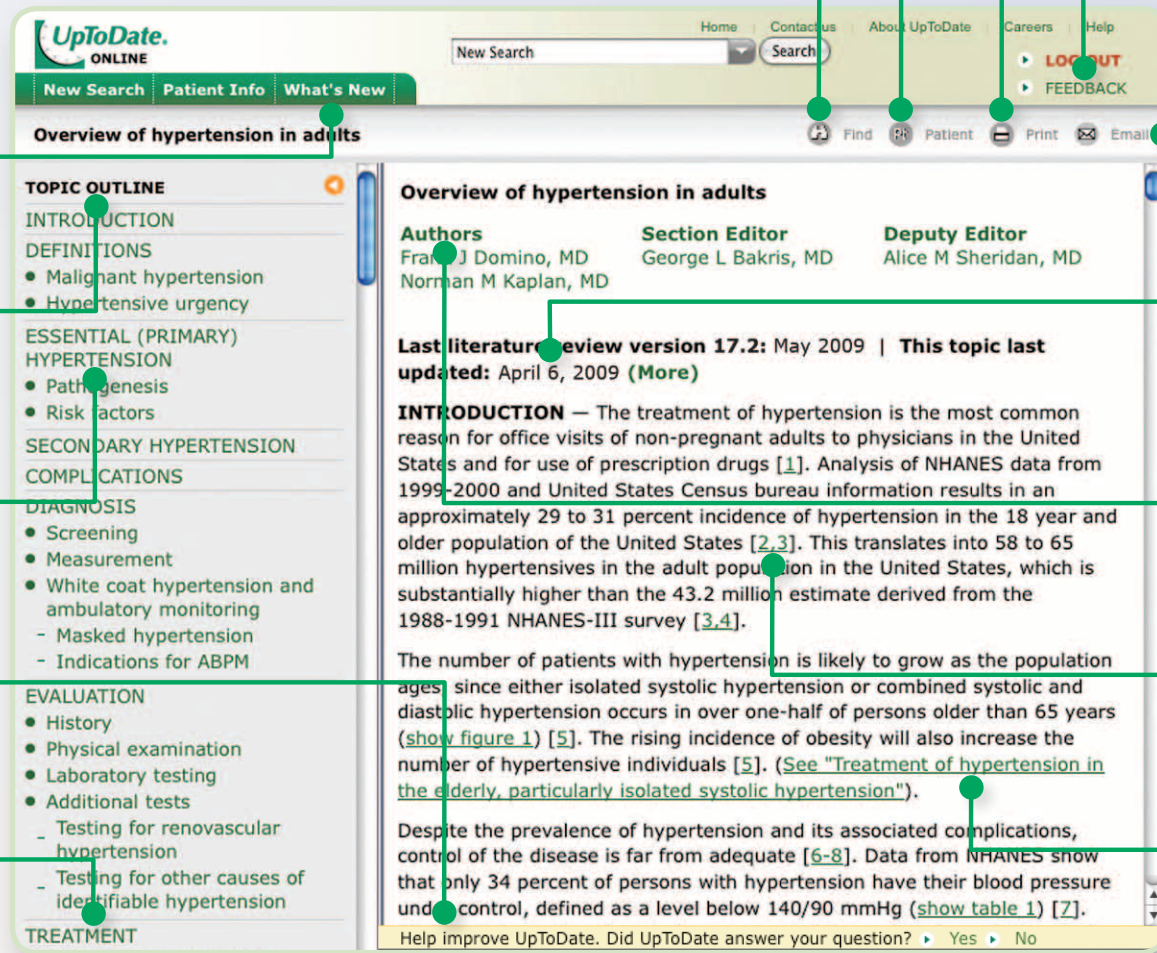 UpToDate.
ONLINE
Home
Contact us
About UpToDate
Careers
Help
New Search
Search
LOG OUT
FEEDBACK
New Search
Patient Info
What's New
Overview of hypertension in adults
Find
Patient
Print
Email
TOPIC OUTLINE
INTRODUCTION
DEFINITIONS
• Malignant hypertension
• Hypertensive urgency
ESSENTIAL (PRIMARY)
HYPERTENSION
• Pathogenesis
• Risk factors
SECONDARY HYPERTENSION
COMPLICATIONS
DIAGNOSIS
• Screening
• Measurement
• White coat hypertension and
ambulatory monitoring
- Masked hypertension
- Indications for ABPM
EVALUATION
• History
• Physical examination
• Laboratory testing
• Additional tests
- Testing for renovascular
hypertension
- Testing for other causes of
identifiable hypertension
TREATMENT
Overview of hypertension in adults
Authors
Frank J Domino, MD
Norman M Kaplan, MD
Section Editor
George L Bakris, MD
Deputy Editor
Alice M Sheridan, MD
Last literature review version 17.2: May 2009 | This topic last
updated: April 6, 2009 (More)
INTRODUCTION — The treatment of hypertension is the most common
reason for office visits of non-pregnant adults to physicians in the United
States and for use of prescription drugs [1]. Analysis of NHANES data from
1999-2000 and United States Census bureau information results in an
approximately 29 to 31 percent incidence of hypertension in the 18 year and
older population of the United States [2,3]. This translates into 58 to 65
million hypertensives in the adult population in the United States, which is
substantially higher than the 43.2 million estimate derived from the
1988-1991 NHANES-III survey [3,4].
The number of patients with hypertension is likely to grow as the population
ages, since either isolated systolic hypertension or combined systolic and
diastolic hypertension occurs in over one-half of persons older than 65 years
(show figure 1) [5]. The rising incidence of obesity will also increase the
number of hypertensive individuals [5]. (See "Treatment of hypertension in
the elderly, particularly isolated systolic hypertension").
Despite the prevalence of hypertension and its associated complications,
control of the disease is far from adequate [6-8]. Data from NHANES show
that only 34 percent of persons with hypertension have their blood pressure
under control, defined as a level below 140/90 mmHg (show table 1) [7].
Help improve UpToDate. Did UpToDate answer your question? Yes No